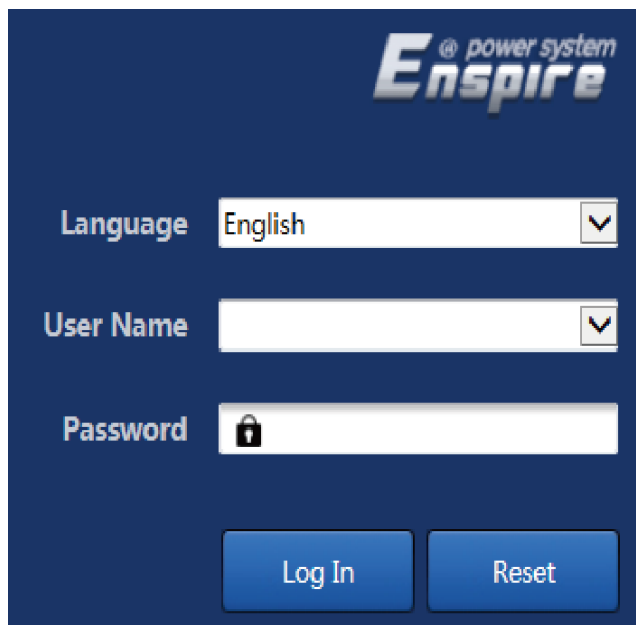 @ power system
Enspire
Language English
User Name
Password
Log In Reset